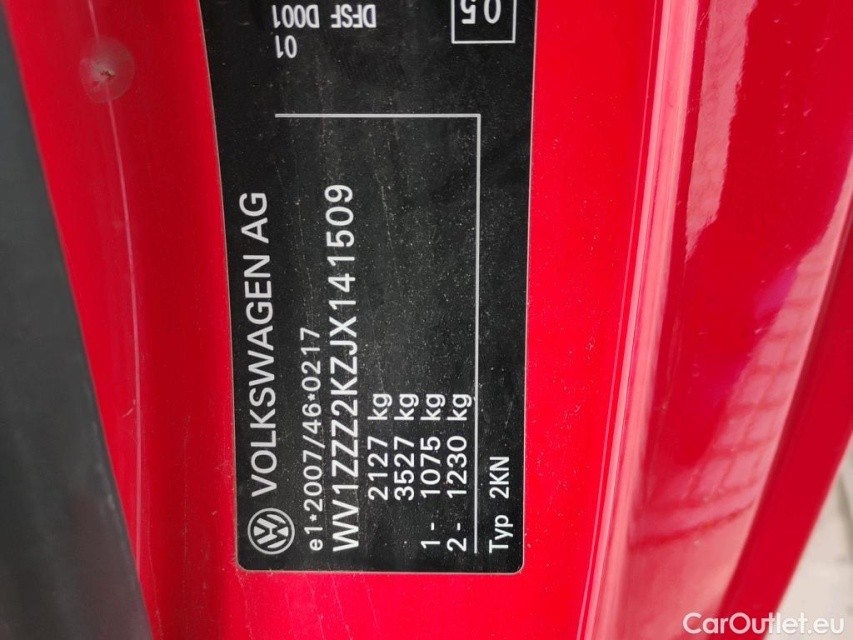 VOLKSWAGEN AG
e1*2007/46*0217
WV1ZZZ2KZJX141509
2127 kg
3527 kg
1- 1075 kg
2- 1230 kg
Typ 2KN
01
DFSF D001
05
CarOutlet.eu